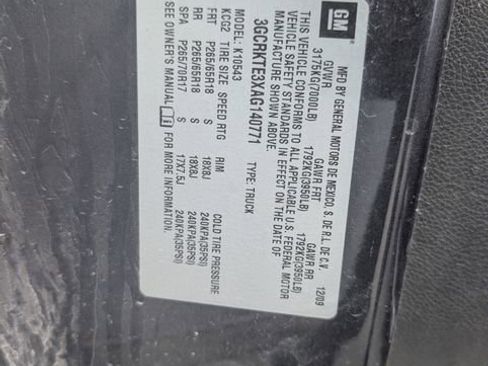 GM
MFD BY GENERAL MOTORS DE MEXICO, S. DE R.L. DE C.V.
12/09
GVWR GAWR FRT GAWR RR
3175KG(7000LB) 1792KG(3950LB) 1792KG(3950LB)
THIS VEHICLE CONFORMS TO ALL APPLICABLE U.S. FEDERAL MOTOR
VEHICLE SAFETY STANDARDS IN EFFECT ON THE DATE OF
MANUFACTURE SHOWN ABOVE.
3GCRKTE3XAG140771 TYPE: TRUCK
MODEL: K10543
KCG2 TIRE SIZE SPEED RTG RIM COLD TIRE PRESSURE
FRT P265/65R18 S 18X8J 240KPA(35PSI)
RR P265/65R18 S 18X8J 240KPA(35PSI)
SPA P265/70R17 S 17X7.5J 240KPA(35PSI)
SEE OWNER'S MANUAL FOR MORE INFORMATION.